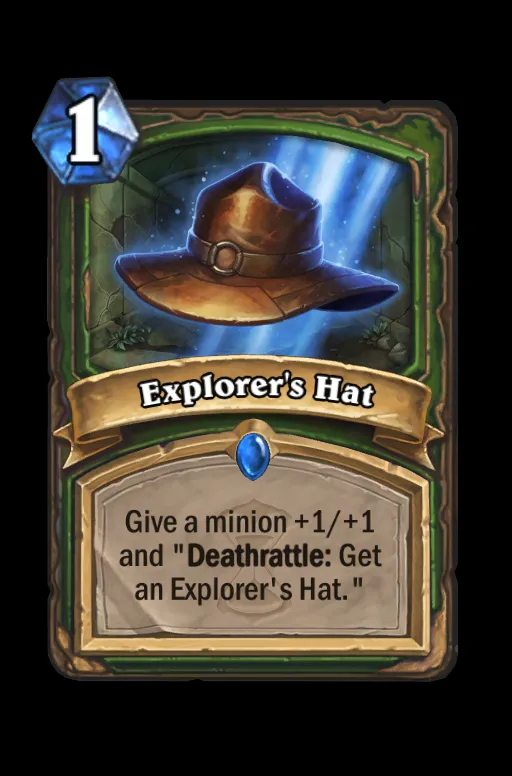 1
Explorer's Hat
Give a minion +1/+1
and "Deathrattle: Get
an Explorer's Hat."